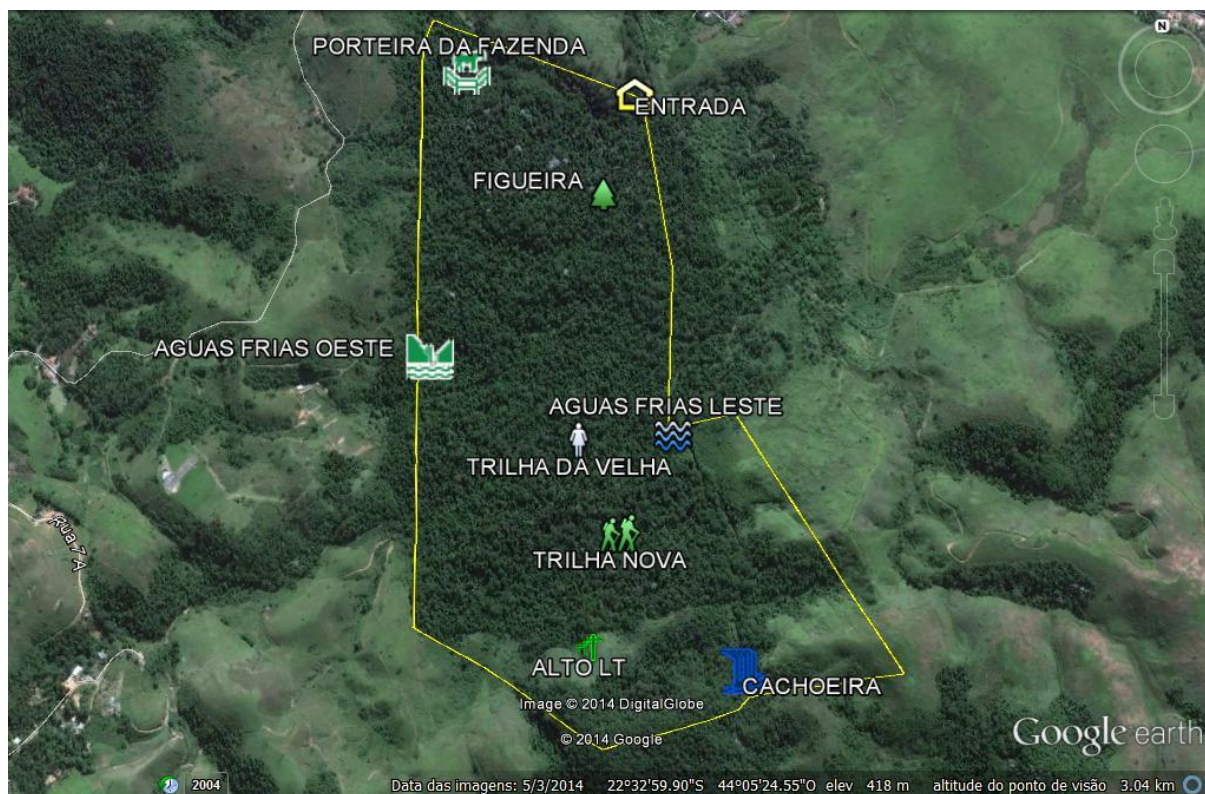 N
PORTEIRA DA FAZENDA
ENTRADA
FIGUEIRA
AGUAS FRIAS OESTE
AGUAS FRIAS LESTE
TRILHA DA VELHA
Rua 7 A
TRILHA NOVA
ALTO LT
CACHOEIRA
Image © 2014 DigitalGlobe
© 2014 Google
Google earth
2004 Data das imagens: 5/3/2014 22°32'59.90"S 44°05'24.55"O elev 418 m altitude do ponto de visão 3.04 km